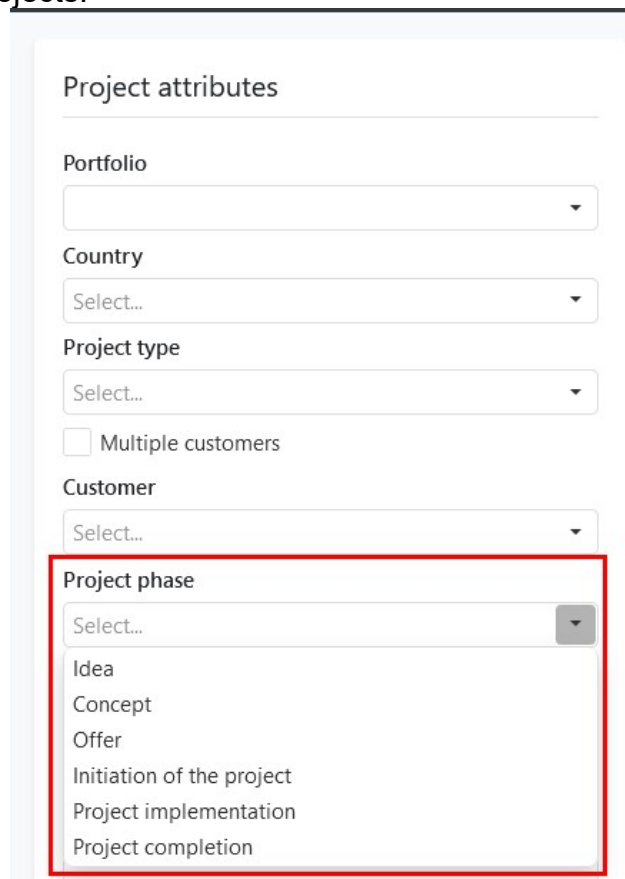 Project attributes
Portfolio
Country
Select...
Project type
Select...
Multiple customers
Customer
Select...
Project phase
Select...
Idea
Concept
Offer
Initiation of the project
Project implementation
Project completion